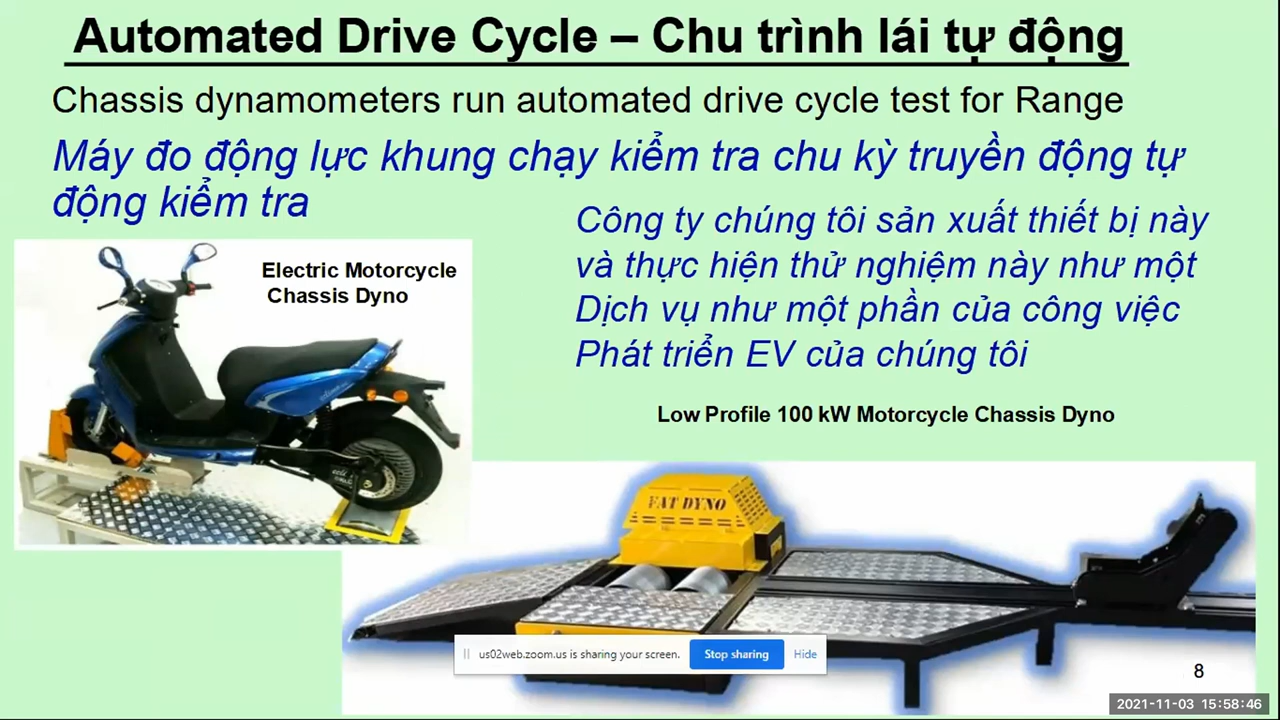 Automated Drive Cycle – Chu trình lái tự động
Chassis dynamometers run automated drive cycle test for Range
Máy đo động lực khung chạy kiểm tra chu kỳ truyền động tự
động kiểm tra
Công ty chúng tôi sản xuất thiết bị này
và thực hiện thử nghiệm này như một
Dịch vụ như một phần của công việc
Phát triển EV của chúng tôi
Electric Motorcycle
Chassis Dyno
Low Profile 100 kW Motorcycle Chassis Dyno
us02web.zoom.us is sharing your screen.
Stop sharing
Hide
8
2021-11-03 15:58:46